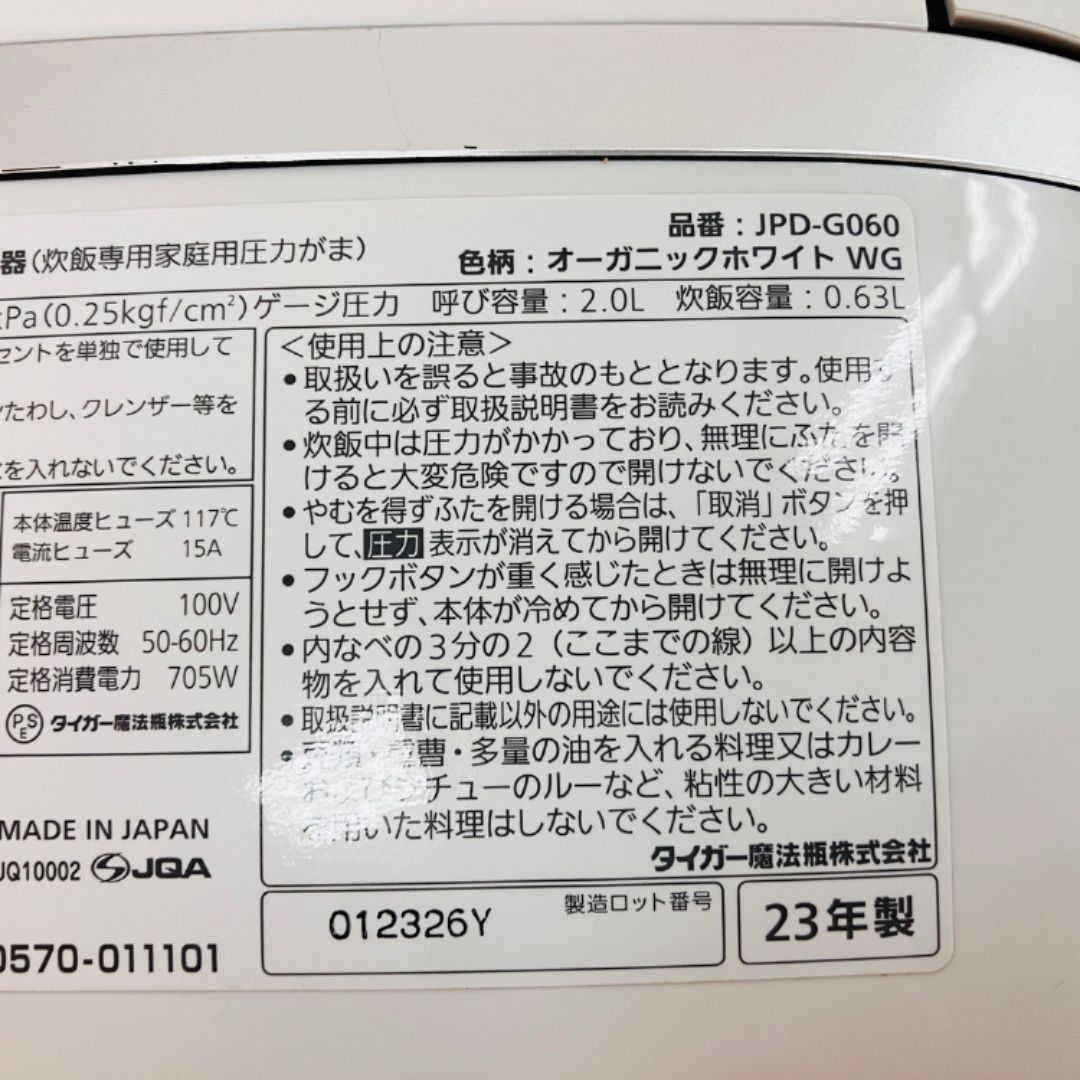 品番：JPD-G060
器(炊飯専用家庭用圧力がま)
色柄：オーガニックホワイト WG
Pa(0.25kgf/cm²)ゲージ圧力 呼び容量：2.0L 炊飯容量：0.63L
セントを単独で使用して
たわし、クレンザー等を
を入れないでください。
本体温度ヒューズ 117℃
電流ヒューズ 15A
定格電圧 100V
定格周波数 50-60Hz
定格消費電力 705W
PSE タイガー魔法瓶株式会社
MADE IN JAPAN
JQ10002 JQA
0570-011101
＜使用上の注意＞
●取扱いを誤ると事故のもととなります。使用す
る前に必ず取扱説明書をお読みください。
●炊飯中は圧力がかかっており、無理にふたを開
けると大変危険ですので開けないでください。
●やむを得ずふたを開ける場合は、「取消」ボタンを押
して、圧力 表示が消えてから開けてください。
●フックボタンが重く感じたときは無理に開けよ
うとせず、本体が冷めてから開けてください。
●内なべの3分の2（ここまでの線）以上の内容
物を入れて使用しないでください。
●取扱説明書に記載以外の用途には使用しないでください。
●豆類・重曹・多量の油を入れる料理又はカレー
およびシチューのルーなど、粘性の大きい材料
を用いた料理はしないでください。
タイガー魔法瓶株式会社
012326Y 製造ロット番号
23年製